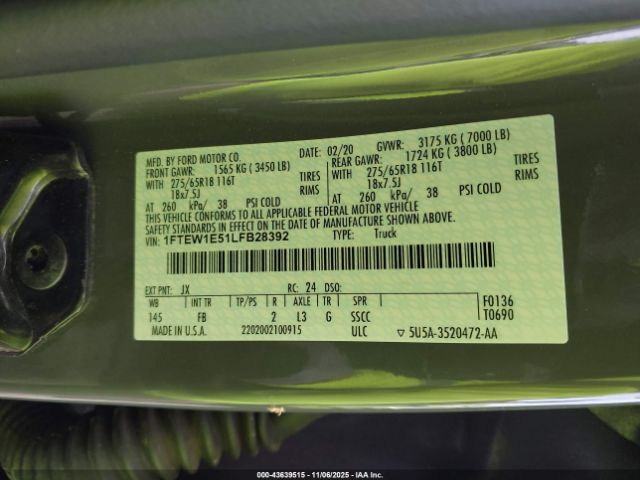 MFD. BY FORD MOTOR CO. DATE: 02/20 GVWR: 3175 KG ( 7000 LB)
FRONT GAWR: 1565 KG ( 3450 LB) REAR GAWR: 1724 KG ( 3800 LB)
WITH 275/65R18 116T TIRES WITH 275/65R18 116T TIRES
18x7.5J RIMS 18x7.5J RIMS
AT 260 kPa/ 38 PSI COLD AT 260 kPa/ 38 PSI COLD
THIS VEHICLE CONFORMS TO ALL APPLICABLE FEDERAL MOTOR VEHICLE
SAFETY STANDARDS IN EFFECT ON THE DATE OF MANUFACTURE SHOWN ABOVE.
VIN: 1FTEW1E51LFB28392 TYPE: Truck
EXT PNT: JX RC: 24 DSO:
WB INT TR TP/PS R AXLE TR SPR F0136
145 FB 2 L3 G SSCC T0690
MADE IN U.S.A. 2202002100915 ULC ▽ 5U5A-3520472-AA
000-43639515 - 11/06/2025 - IAA Inc.